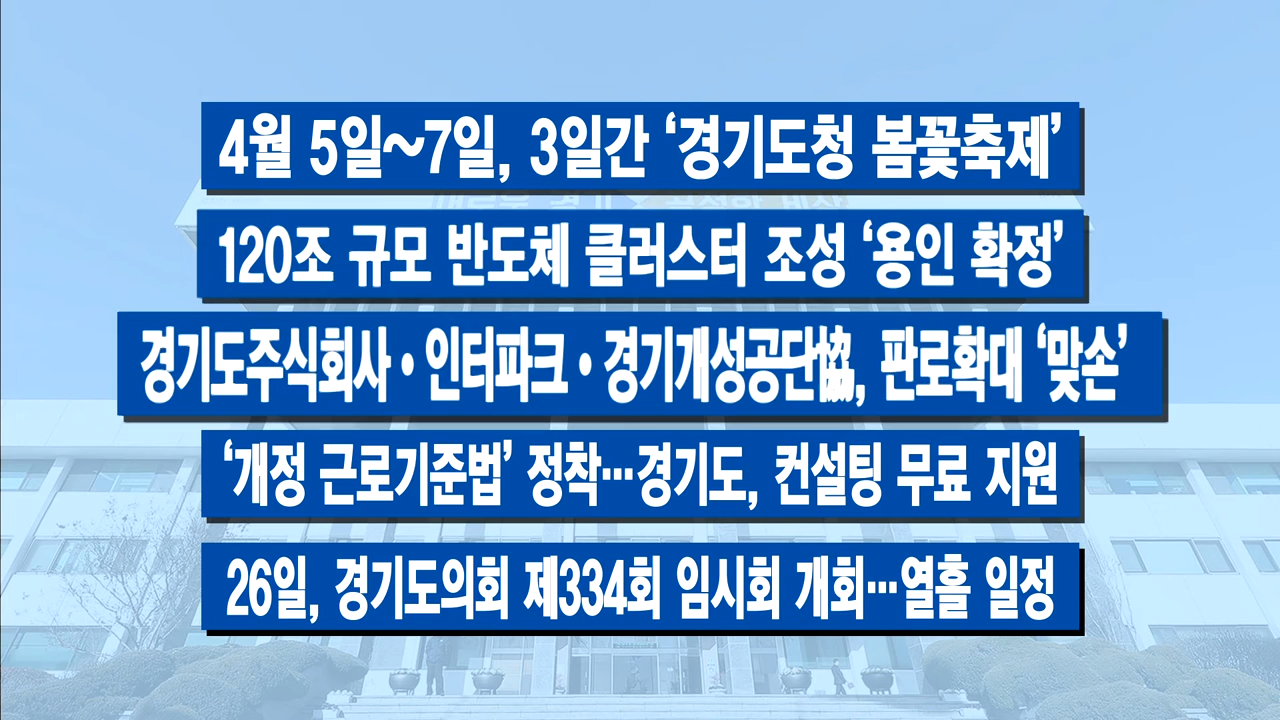 4월 5일~7일, 3일간 ‘경기도청 봄꽃축제’
120조 규모 반도체 클러스터 조성 ‘용인 확정’
경기도주식회사·인터파크·경기개성공단協, 판로확대 ‘맞손’
‘개정 근로기준법’ 정착…경기도, 컨설팅 무료 지원
26일, 경기도의회 제334회 임시회 개회…열흘 일정